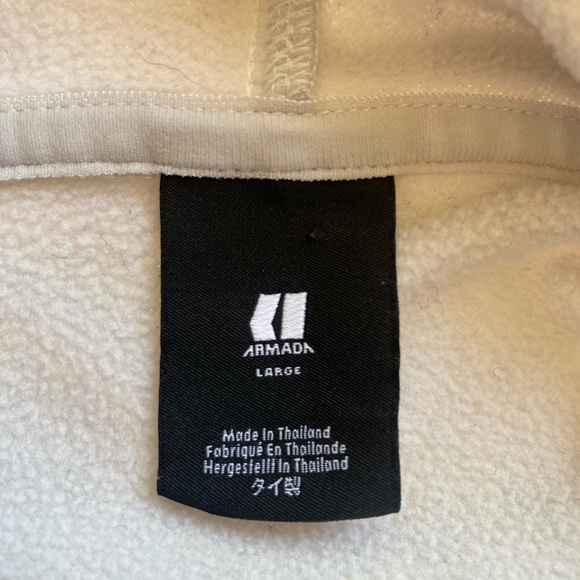 ARMADA
LARGE
Made In Thailand
Fabriqué En Thailande
Hergestellt In Thailand
タイ製